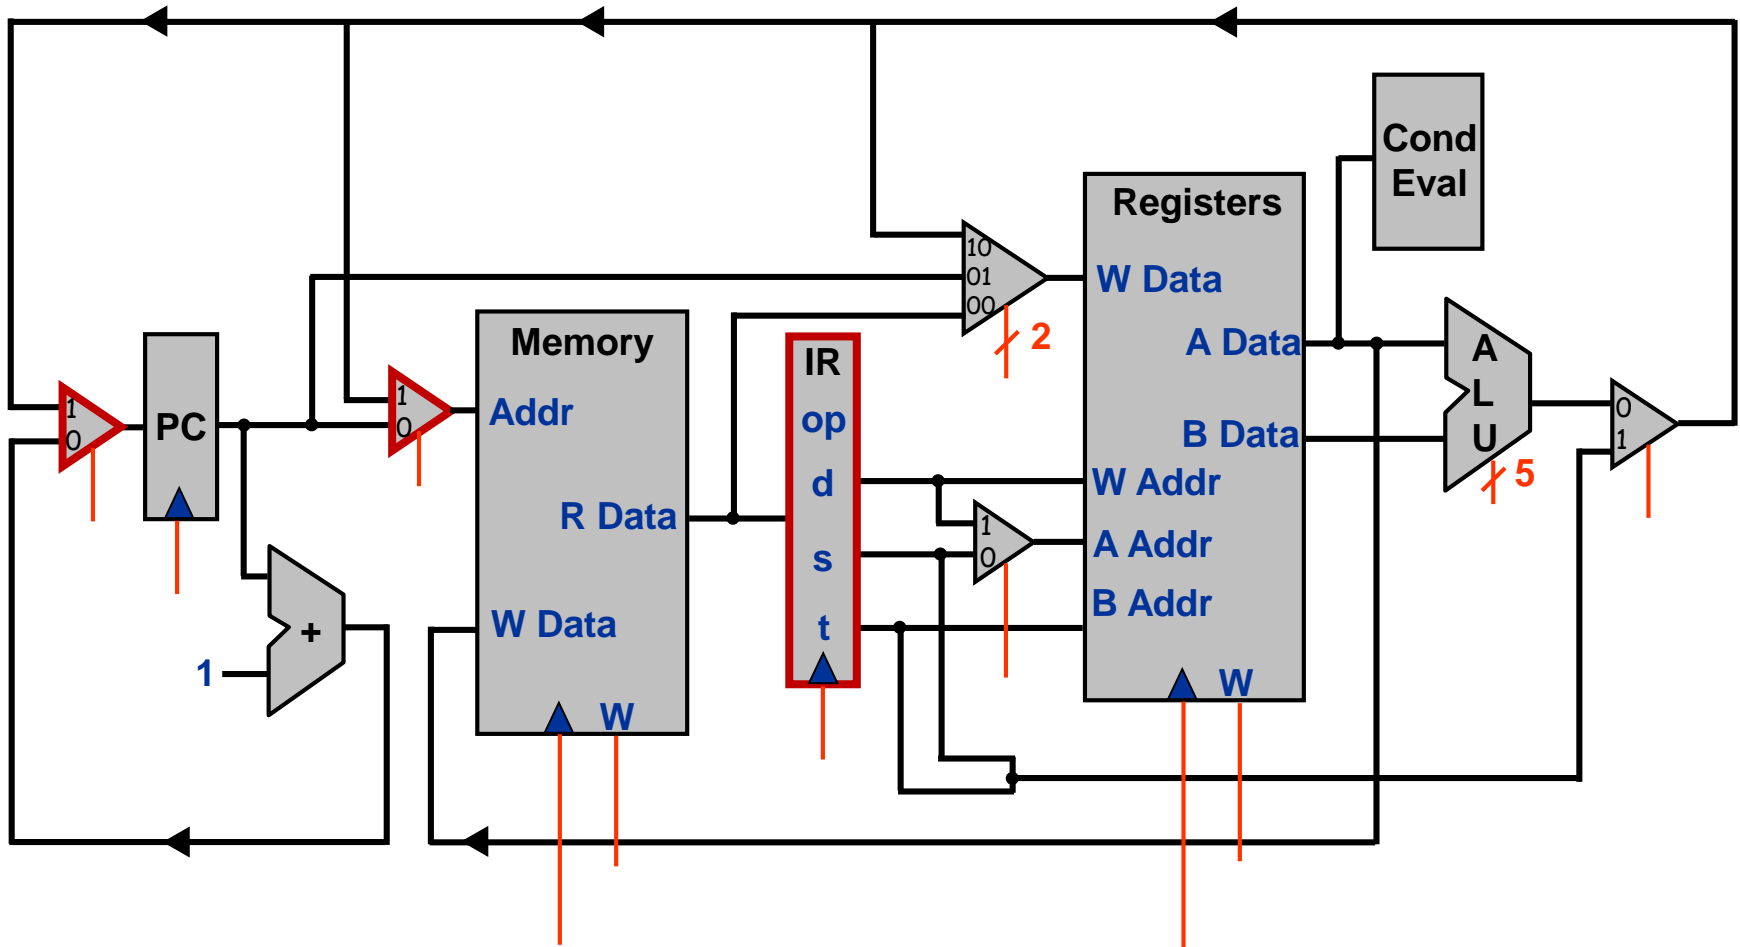 Cond
Eval
Registers
10
01
00
W Data
2
Memory
IR
A Data
A
L
U
1
0
PC
1
0
Addr
op
B Data
0
1
5
d
W Addr
R Data
1
0
A Addr
s
B Addr
W Data
t
+
1
W
W